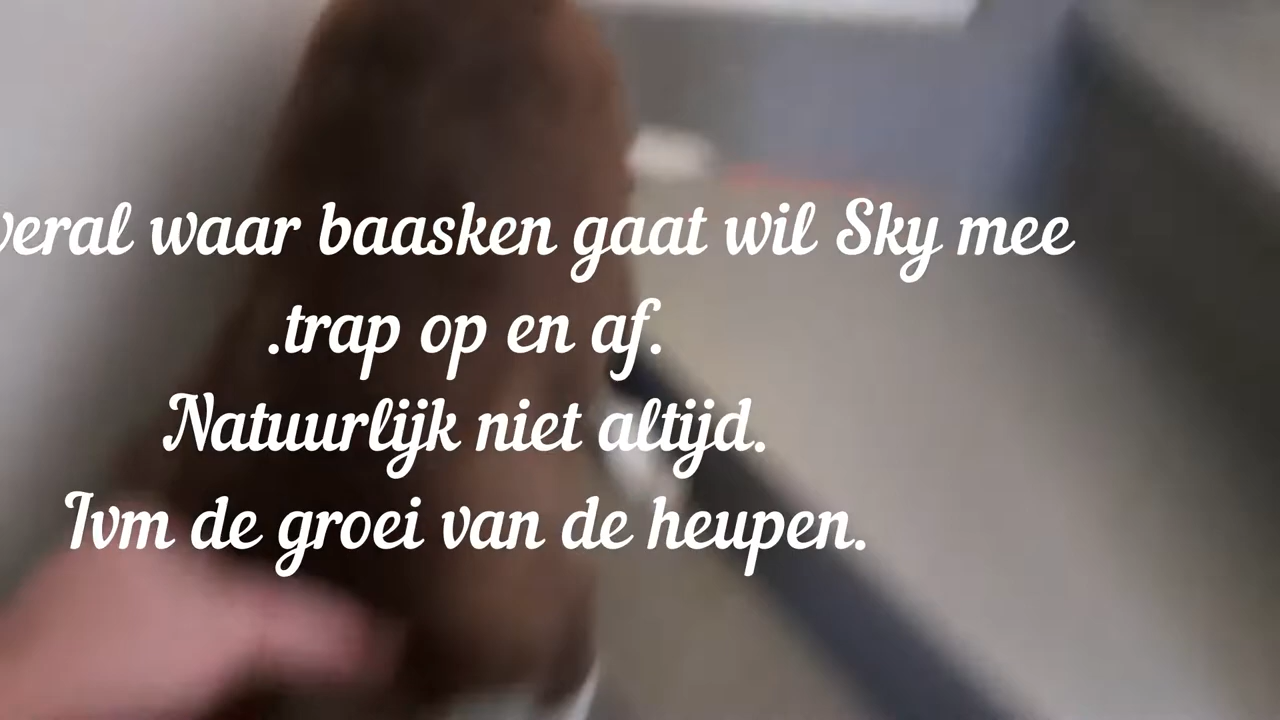 veral waar baasken gaat wil Sky mee
.trap op en af.
Natuurlijk niet altijd.
Ivm de groei van de heupen.